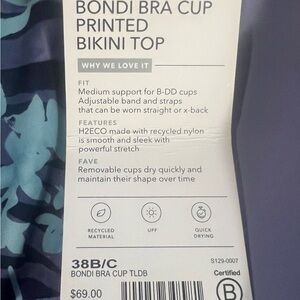 BONDI BRA CUP
PRINTED
BIKINI TOP
WHY WE LOVE IT
FIT
Medium support for B-DD cups
Adjustable band and straps
that can be worn straight or x-back
FEATURES
H2ECO made with recycled nylon
is smooth and sleek with
powerful stretch
FAVE
Removable cups dry quickly and
maintain their shape over time
RECYCLED
MATERIAL
UPF
QUICK
DRYING
38B/C
S129-0007
BONDI BRA CUP TLDB
$69.00
Certified
B